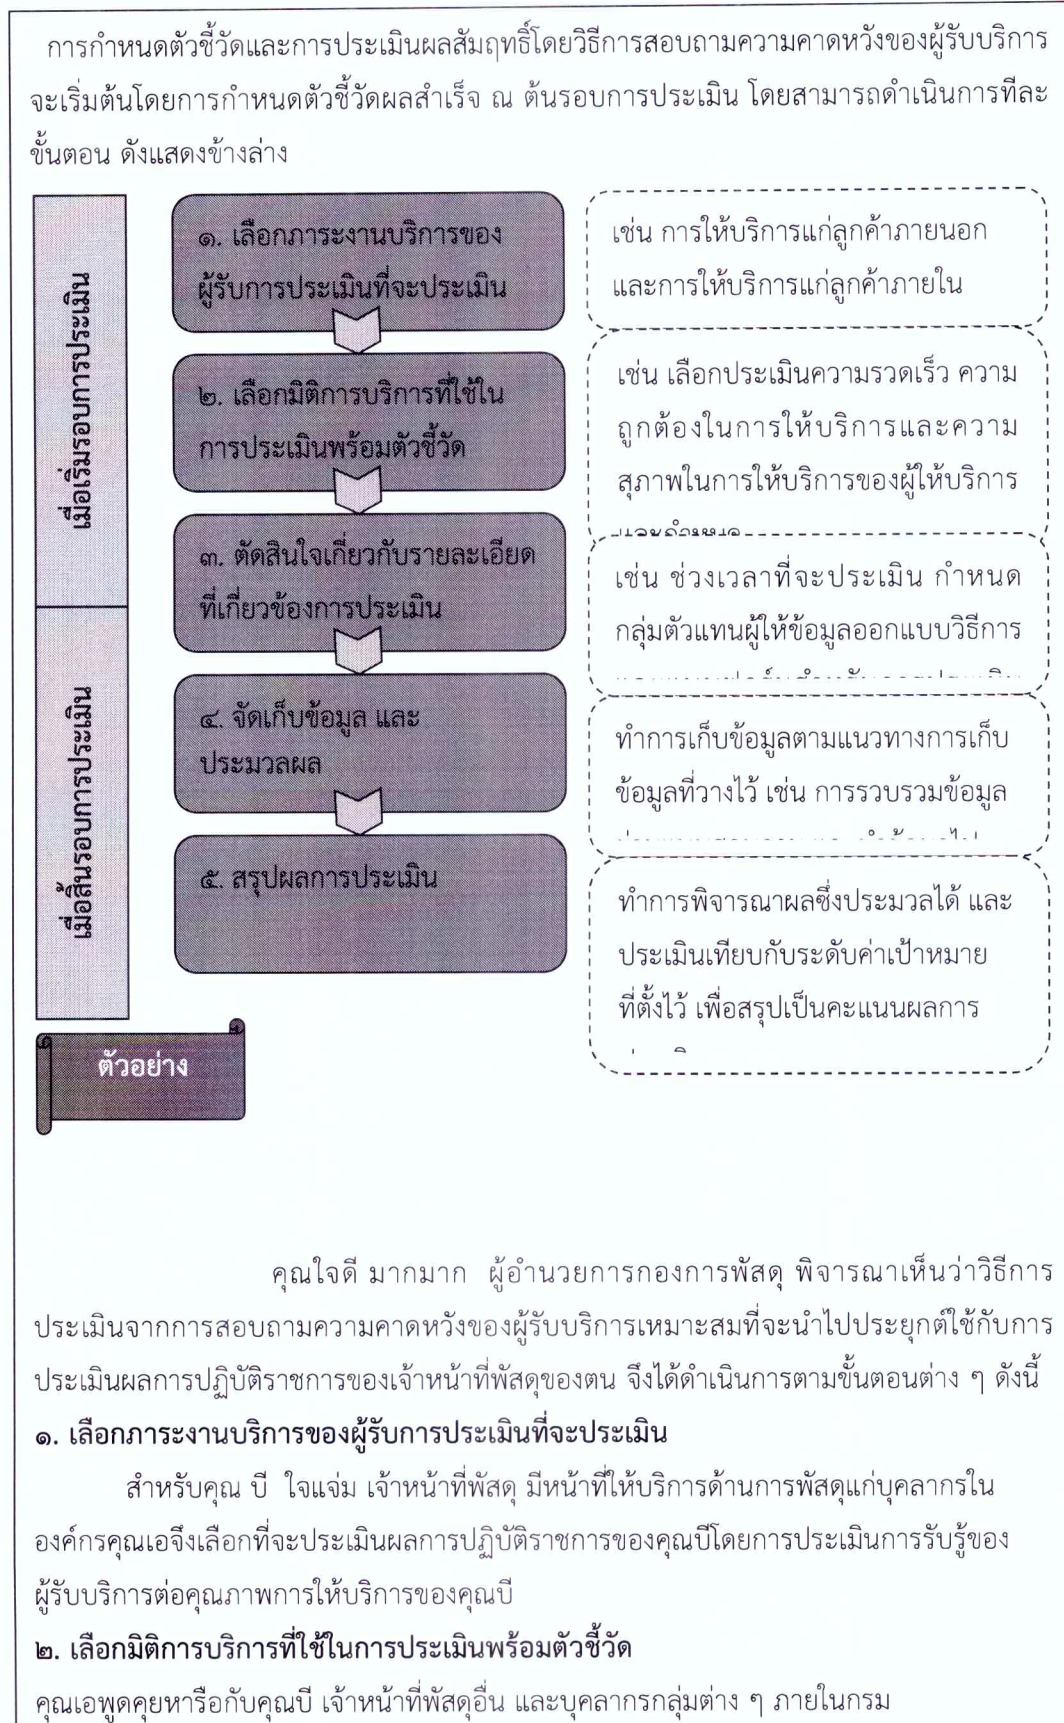 การกำหนดตัวชี้วัดและการประเมินผลสัมฤทธิ์โดยวิธีการสอบถามความคาดหวังของผู้รับบริการ
จะเริ่มต้นโดยการกำหนดตัวชี้วัดผลสำเร็จ ณ ต้นรอบการประเมิน โดยสามารถดำเนินการทีละ
ขั้นตอน ดังแสดงข้างล่าง
เมื่อเริ่มรอบการประเมิน
๑. เลือกภาระงานบริการของ
ผู้รับการประเมินที่จะประเมิน
เช่น การให้บริการแก่ลูกค้าภายนอก
และการให้บริการแก่ลูกค้าภายใน
๒. เลือกมิติการบริการที่ใช้ใน
การประเมินพร้อมตัวชี้วัด
เช่น เลือกประเมินความรวดเร็ว ความ
ถูกต้องในการให้บริการและความ
สุภาพในการให้บริการของผู้ให้บริการ
๓. ตัดสินใจเกี่ยวกับรายละเอียด
ที่เกี่ยวข้องการประเมิน
เช่น ช่วงเวลาที่จะประเมิน กำหนด
กลุ่มตัวแทนผู้ให้ข้อมูลออกแบบวิธีการ
เมื่อสิ้นรอบการประเมิน
๔. จัดเก็บข้อมูล และ
ประมวลผล
ทำการเก็บข้อมูลตามแนวทางการเก็บ
ข้อมูลที่วางไว้ เช่น การรวบรวมข้อมูล
๕. สรุปผลการประเมิน
ทำการพิจารณาผลซึ่งประมวลได้ และ
ประเมินเทียบกับระดับค่าเป้าหมาย
ที่ตั้งไว้ เพื่อสรุปเป็นคะแนนผลการ
ตัวอย่าง
คุณใจดี มากมาก ผู้อำนวยการกองการพัสดุ พิจารณาเห็นว่าวิธีการ
ประเมินจากการสอบถามความคาดหวังของผู้รับบริการเหมาะสมที่จะนำไปประยุกต์ใช้กับการ
ประเมินผลการปฏิบัติราชการของเจ้าหน้าที่พัสดุของตน จึงได้ดำเนินการตามขั้นตอนต่าง ๆ ดังนี้
๑. เลือกภาระงานบริการของผู้รับการประเมินที่จะประเมิน
สำหรับคุณ บี ใจแจ่ม เจ้าหน้าที่พัสดุ มีหน้าที่ให้บริการด้านการพัสดุแก่บุคลากรใน
องค์กรคุณเอจึงเลือกที่จะประเมินผลการปฏิบัติราชการของคุณบีโดยการประเมินการรับรู้ของ
ผู้รับบริการต่อคุณภาพการให้บริการของคุณบี
๒. เลือกมิติการบริการที่ใช้ในการประเมินพร้อมตัวชี้วัด
คุณเอพูดคุยหารือกับคุณบี เจ้าหน้าที่พัสดุอื่น และบุคลากรกลุ่มต่าง ๆ ภายในกรม